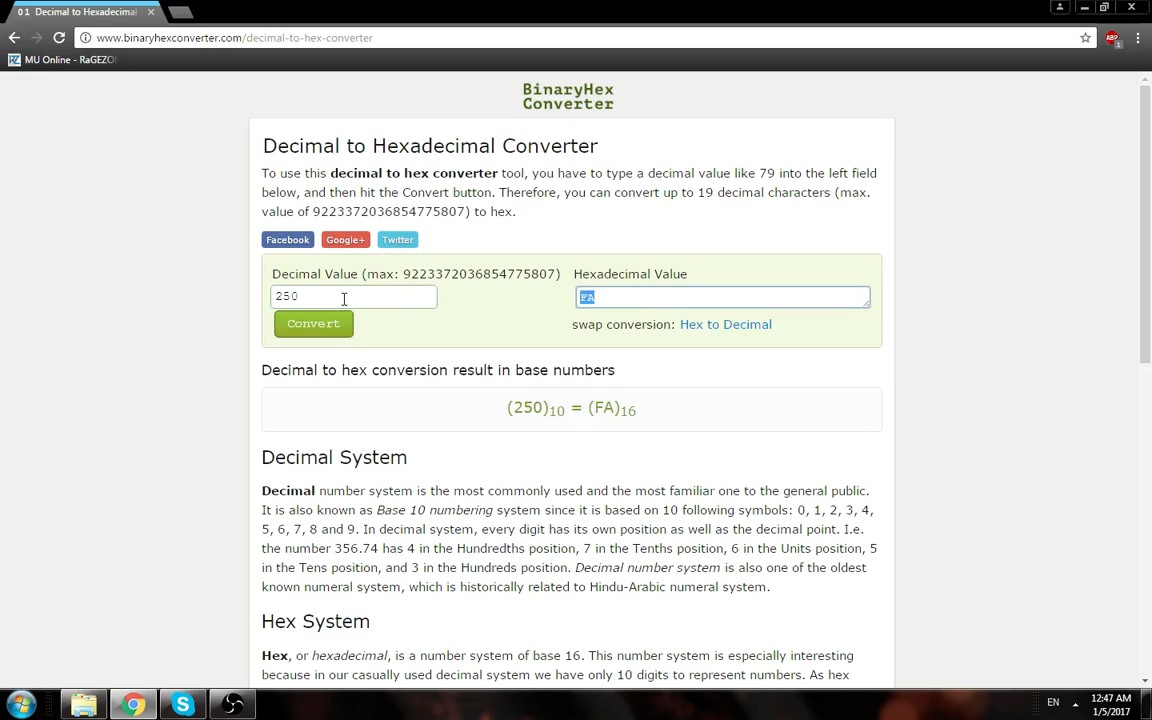 01 Decimal to Hexadecimal
www.binaryhexconverter.com/decimal-to-hex-converter
ABP
1
MU Online - RaGEZO
BinaryHex
Converter
Decimal to Hexadecimal Converter
To use this decimal to hex converter tool, you have to type a decimal value like 79 into the left field
below, and then hit the Convert button. Therefore, you can convert up to 19 decimal characters (max.
value of 9223372036854775807) to hex.
Facebook Google+ Twitter
Decimal Value (max: 9223372036854775807) Hexadecimal Value
250 FA
Convert swap conversion: Hex to Decimal
Decimal to hex conversion result in base numbers
(250)10 = (FA)16
Decimal System
Decimal number system is the most commonly used and the most familiar one to the general public.
It is also known as Base 10 numbering system since it is based on 10 following symbols: 0, 1, 2, 3, 4,
5, 6, 7, 8 and 9. In decimal system, every digit has its own position as well as the decimal point. I.e.
the number 356.74 has 4 in the Hundredths position, 7 in the Tenths position, 6 in the Units position, 5
in the Tens position, and 3 in the Hundreds position. Decimal number system is also one of the oldest
known numeral system, which is historically related to Hindu-Arabic numeral system.
Hex System
Hex, or hexadecimal, is a number system of base 16. This number system is especially interesting
because in our casually used decimal system we have only 10 digits to represent numbers. As hex
EN 12:47 AM
1/5/2017